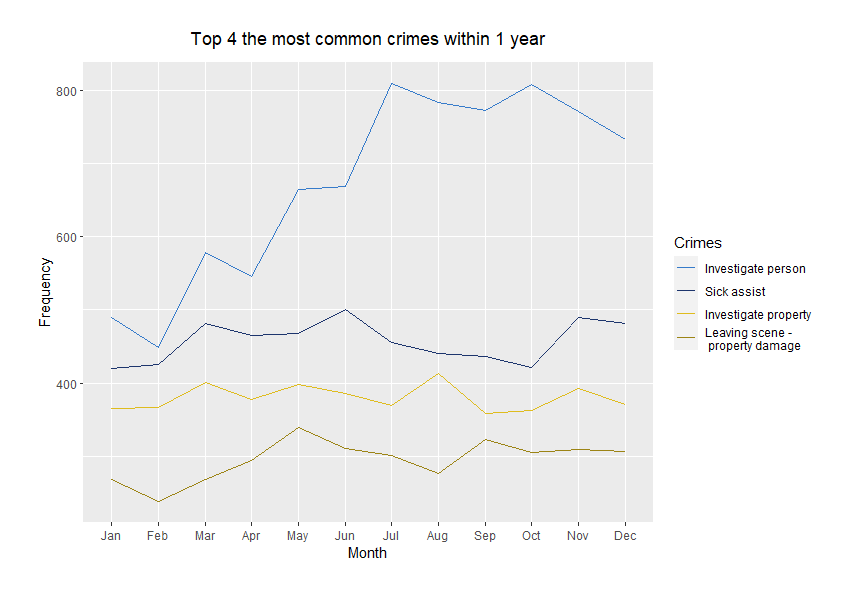 Top 4 the most common crimes within 1 year
800
600
400
Frequency
Jan Feb Mar Apr May Jun Jul Aug Sep Oct Nov Dec
Month
Crimes
Investigate person
Sick assist
Investigate property
Leaving scene -
property damage